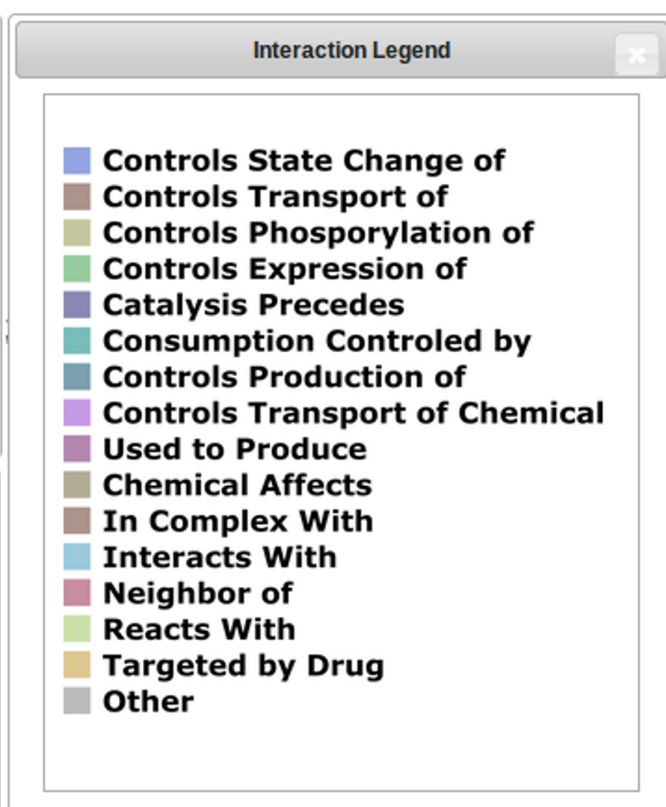 Interaction Legend
Controls State Change of
Controls Transport of
Controls Phosporylation of
Controls Expression of
Catalysis Precedes
Consumption Controled by
Controls Production of
Controls Transport of Chemical
Used to Produce
Chemical Affects
In Complex With
Interacts With
Neighbor of
Reacts With
Targeted by Drug
Other